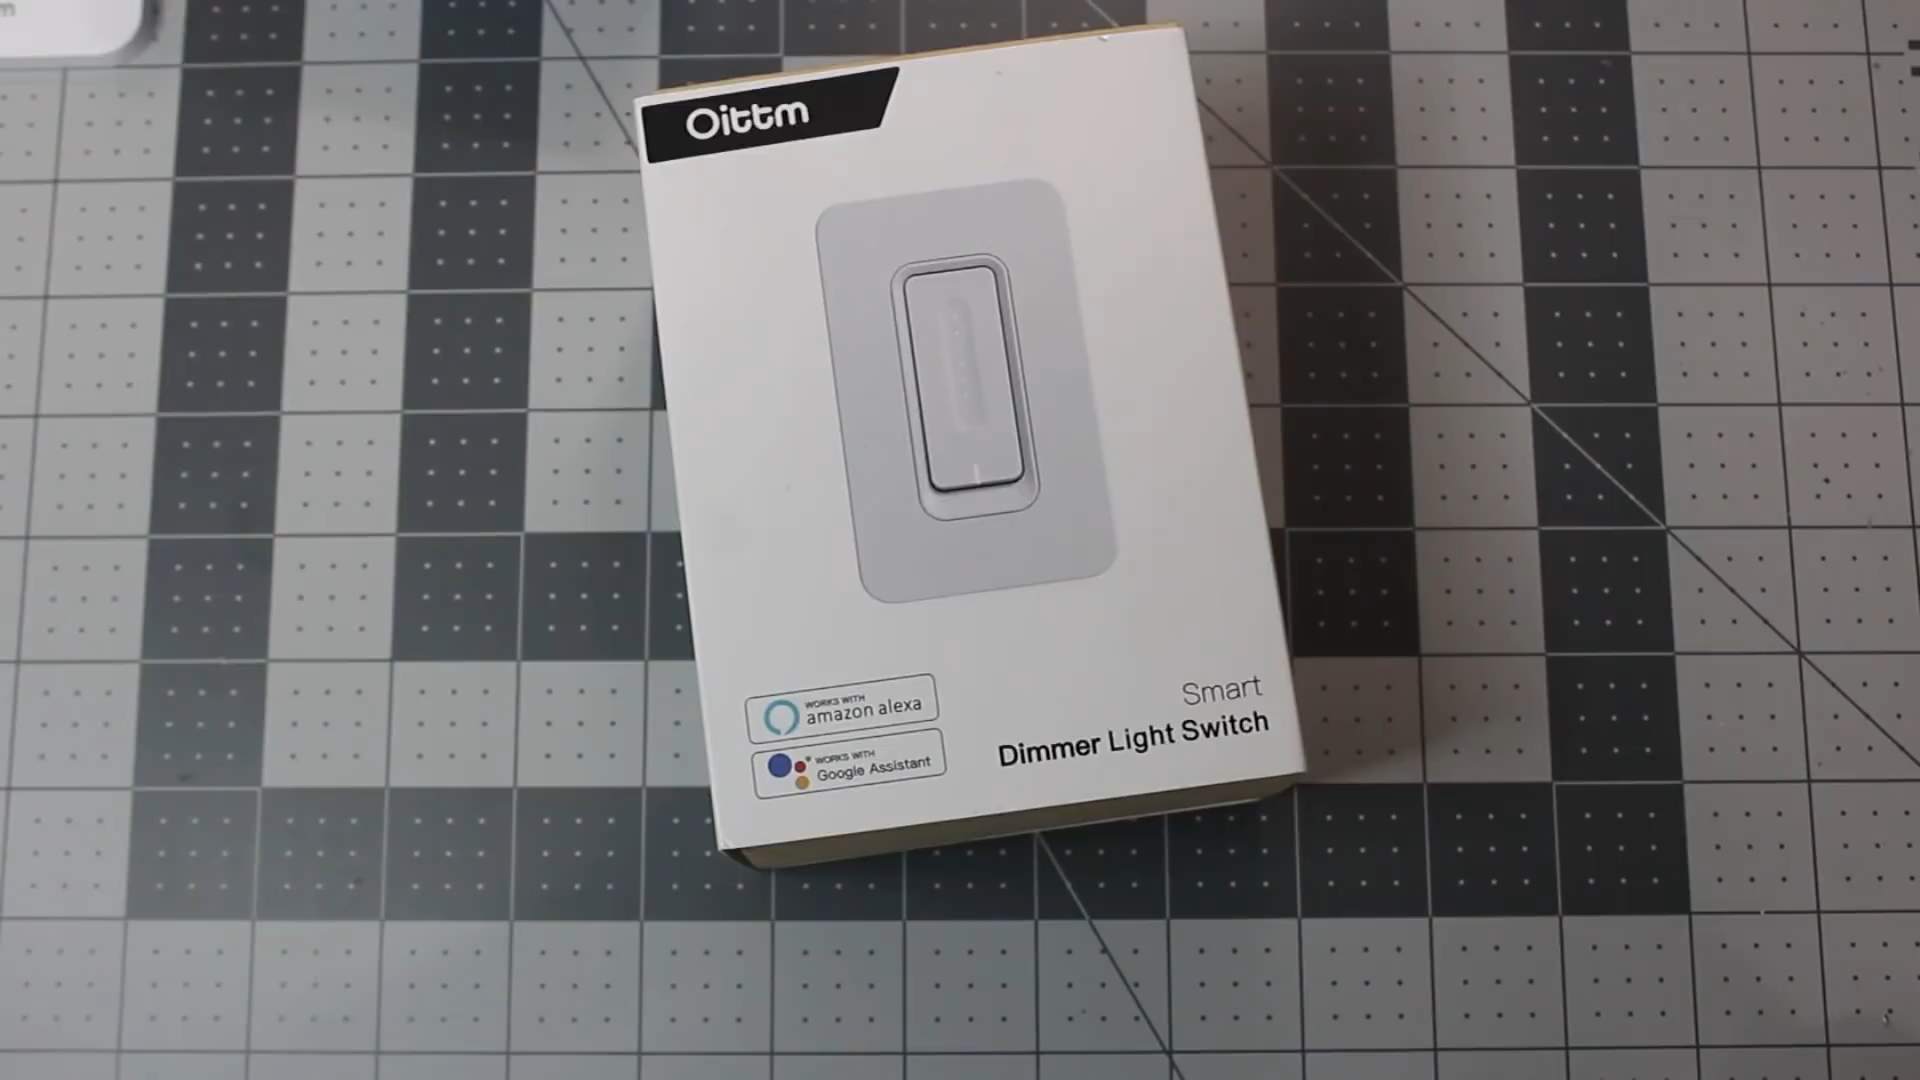 Oittm
WORKS WITH
amazon alexa
WORKS WITH
Google Assistant
Smart
Dimmer Light Switch